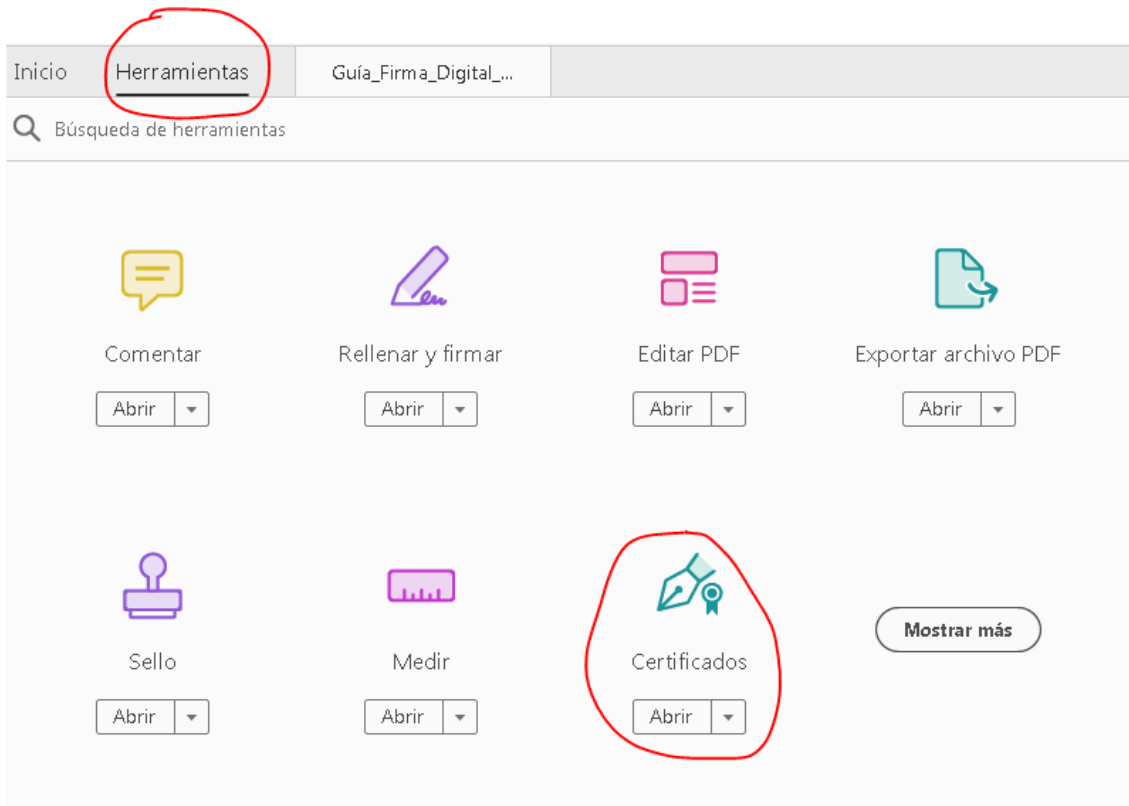 Inicio Herramientas Guía_Firma_Digital_...
Búsqueda de herramientas
Comentar Rellenar y firmar Editar PDF Exportar archivo PDF
Abrir Abrir Abrir Abrir
Sello Medir Certificados Mostrar más
Abrir Abrir Abrir